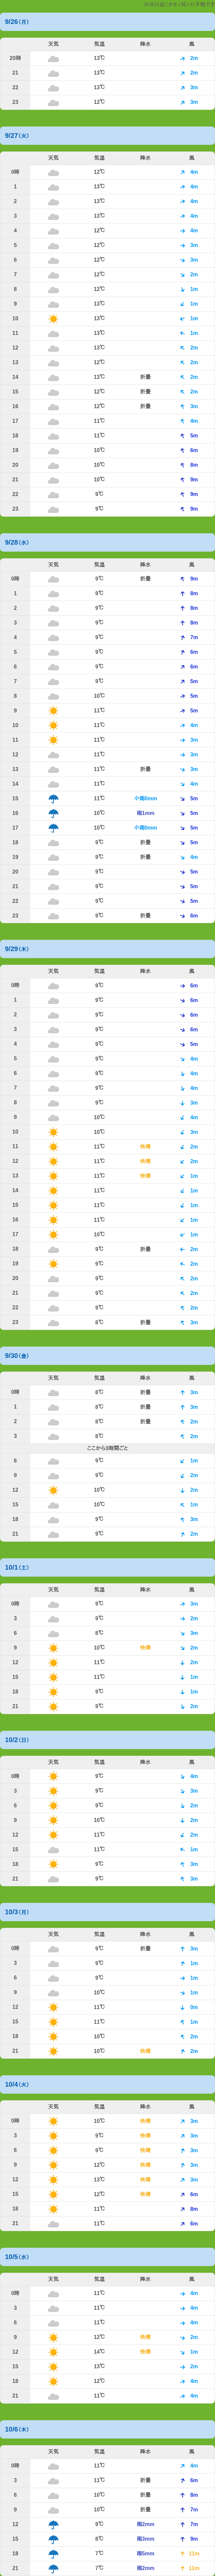 9/26(月)
天気 気温 降水 風
20時 13℃ 2m
21 13℃ 2m
22 13℃ 3m
23 12℃ 3m
9/27(火)
天気 気温 降水 風
0時 12℃ 4m
1 13℃ 4m
2 13℃ 4m
3 13℃ 4m
4 12℃ 4m
5 12℃ 3m
6 12℃ 3m
7 12℃ 2m
8 12℃ 1m
9 13℃ 1m
10 13℃ 1m
11 13℃ 1m
12 13℃ 2m
13 12℃ 2m
14 13℃ 折曇 2m
15 12℃ 折曇 2m
16 12℃ 折曇 3m
17 11℃ 4m
18 11℃ 5m
19 10℃ 6m
20 10℃ 8m
21 10℃ 9m
22 9℃ 9m
23 9℃ 9m
9/28(水)
天気 気温 降水 風
0時 9℃ 折曇 9m
1 9℃ 8m
2 9℃ 8m
3 9℃ 8m
4 9℃ 7m
5 9℃ 6m
6 9℃ 6m
7 9℃ 5m
8 10℃ 5m
9 11℃ 5m
10 11℃ 4m
11 11℃ 3m
12 11℃ 3m
13 11℃ 折曇 3m
14 11℃ 4m
15 11℃ 小雨0mm 5m
16 10℃ 雨1mm 5m
17 10℃ 小雨0mm 5m
18 9℃ 折曇 5m
19 9℃ 折曇 4m
20 9℃ 5m
21 9℃ 5m
22 9℃ 5m
23 9℃ 折曇 6m
9/29(木)
天気 気温 降水 風
0時 9℃ 6m
1 9℃ 6m
2 9℃ 6m
3 9℃ 6m
4 9℃ 5m
5 9℃ 4m
6 9℃ 4m
7 9℃ 4m
8 9℃ 3m
9 10℃ 4m
10 10℃ 3m
11 11℃ 快晴 2m
12 11℃ 快晴 2m
13 11℃ 快晴 1m
14 11℃ 1m
15 11℃ 1m
16 11℃ 1m
17 10℃ 1m
18 9℃ 折曇 2m
19 9℃ 2m
20 9℃ 2m
21 9℃ 2m
22 9℃ 2m
23 8℃ 折曇 3m
9/30(金)
天気 気温 降水 風
0時 8℃ 折曇 3m
1 8℃ 折曇 3m
2 8℃ 折曇 2m
3 8℃ 2m
ここから3時間ごと
6 9℃ 1m
9 9℃ 2m
12 10℃ 2m
15 10℃ 1m
18 9℃ 3m
21 9℃ 2m
10/1(土)
天気 気温 降水 風
0時 9℃ 3m
3 9℃ 2m
6 8℃ 3m
9 10℃ 快晴 2m
12 11℃ 2m
15 11℃ 1m
18 9℃ 1m
21 9℃ 2m
10/2(日)
天気 気温 降水 風
0時 9℃ 4m
3 9℃ 3m
6 9℃ 2m
9 10℃ 2m
12 11℃ 2m
15 11℃ 1m
18 9℃ 3m
21 9℃ 3m
10/3(月)
天気 気温 降水 風
0時 9℃ 折曇 3m
3 9℃ 1m
6 9℃ 1m
9 10℃ 1m
12 11℃ 0m
15 11℃ 1m
18 10℃ 2m
21 10℃ 快晴 2m
10/4(火)
天気 気温 降水 風
0時 10℃ 快晴 3m
3 9℃ 快晴 3m
6 9℃ 快晴 3m
9 12℃ 快晴 3m
12 13℃ 快晴 3m
15 12℃ 快晴 6m
18 11℃ 8m
21 11℃ 6m
10/5(水)
天気 気温 降水 風
0時 11℃ 4m
3 11℃ 4m
6 11℃ 4m
9 12℃ 快晴 2m
12 14℃ 快晴 1m
15 13℃ 2m
18 12℃ 4m
21 11℃ 4m
10/6(木)
天気 気温 降水 風
0時 11℃ 4m
3 11℃ 折曇 6m
6 10℃ 折曇 8m
9 10℃ 折曇 7m
12 9℃ 雨2mm 7m
15 8℃ 雨3mm 9m
18 7℃ 雨5mm 11m
21 7℃ 雨2mm 11m